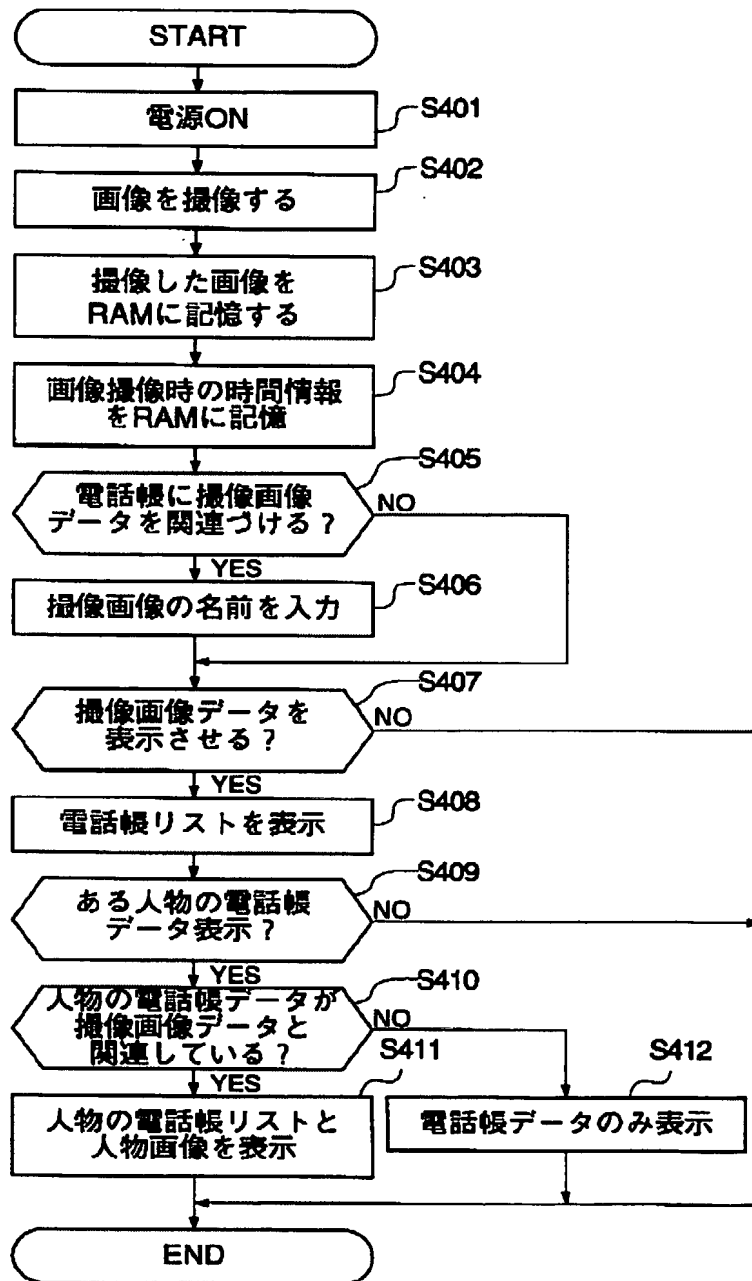 START
電源ON
S401
画像を撮像する
S402
撮像した画像を
RAMに記憶する
S403
画像撮像時の時間情報
をRAMに記憶
S404
電話帳に撮像画像
データを関連づける？
S405
NO
YES
撮像画像の名前を入力
S406
撮像画像データを
表示させる？
S407
NO
YES
電話帳リストを表示
S408
ある人物の電話帳
データ表示？
S409
NO
YES
人物の電話帳データが
撮像画像データと
関連している？
S410
NO
YES
人物の電話帳リストと
人物画像を表示
S411
電話帳データのみ表示
S412
END